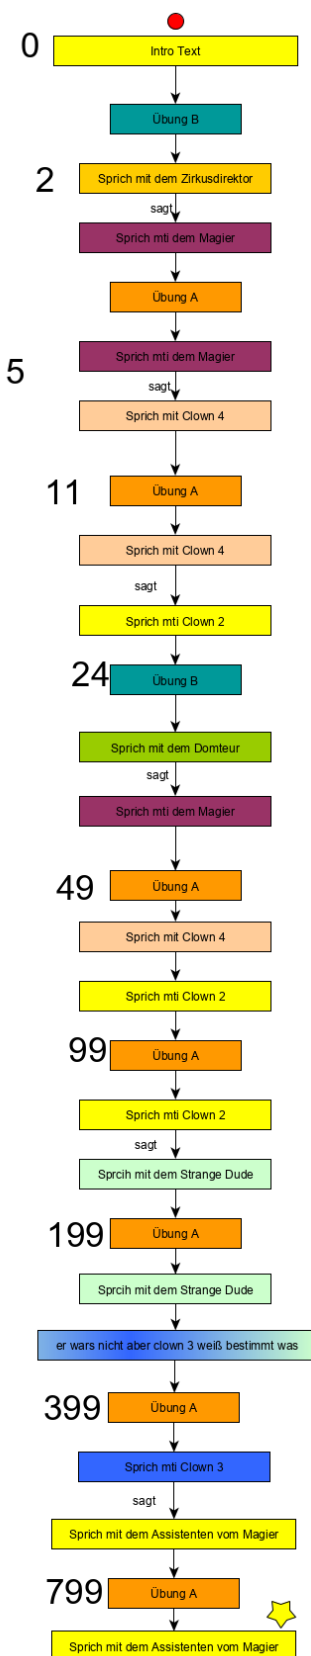 0
Intro Text
Übung B
2
Sprich mit dem Zirkusdirektor
sagt
Sprich mti dem Magier
Übung A
5
Sprich mti dem Magier
sagt
Sprich mit Clown 4
11
Übung A
Sprich mit Clown 4
sagt
Sprich mti Clown 2
24
Übung B
Sprich mit dem Domteur
sagt
Sprich mti dem Magier
49
Übung A
Sprich mit Clown 4
Sprich mti Clown 2
99
Übung A
Sprich mti Clown 2
sagt
Sprcih mit dem Strange Dude
199
Übung A
Sprcih mit dem Strange Dude
er wars nicht aber clown 3 weiß bestimmt was
399
Übung A
Sprich mti Clown 3
sagt
Sprich mit dem Assistenten vom Magier
799
Übung A
Sprich mit dem Assistenten vom Magier